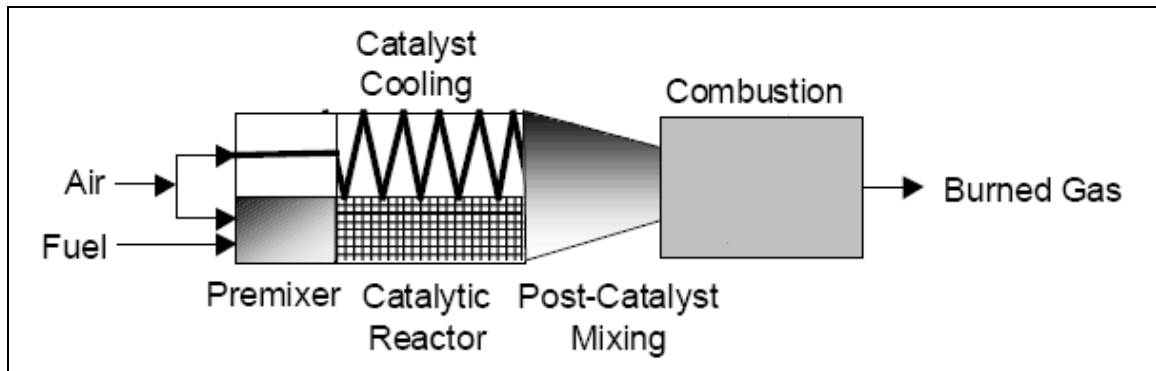 Catalyst
Cooling
Combustion
Air
Burned Gas
Fuel
Premixer
Catalytic
Reactor
Post-Catalyst
Mixing